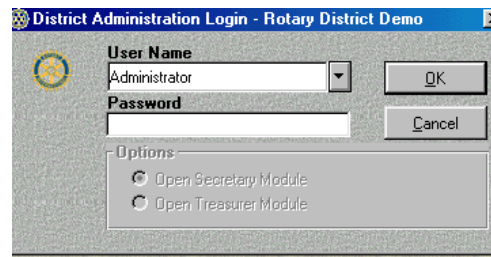 District Administration Login - Rotary District Demo
User Name
Administrator
OK
Password
Cancel
Options
Open Secretary Module
Open Treasurer Module